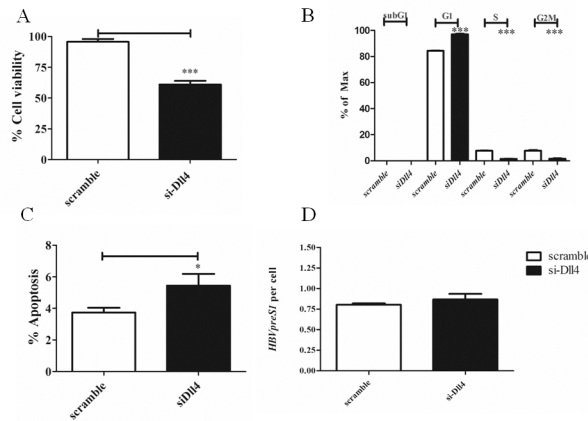 A
% Cell viability
100
75
50
25
0
***
scramble
si-Dll4
B
% of Max
subG1
G1
S
G2M
***
***
***
100
80
60
40
20
0
scramble
siDll4
scramble
siDll4
scramble
siDll4
scramble
siDll4
C
% Apoptosis
8
6
4
2
0
*
scramble
siDll4
D
HBVpreS1 per cell
1.50
1.25
1.00
0.75
0.50
0.25
0.00
scramble
si-Dll4
scramble
si-Dll4